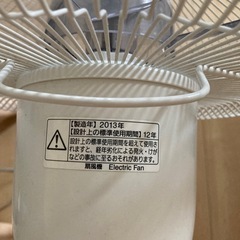 【製造年】2013年
【設計上の標準使用期間】12年
設計上の標準使用期間を超えて使用されますと、経年劣化による発火・けがなどの事故に至るおそれがあります。
扇風機 Electric Fan